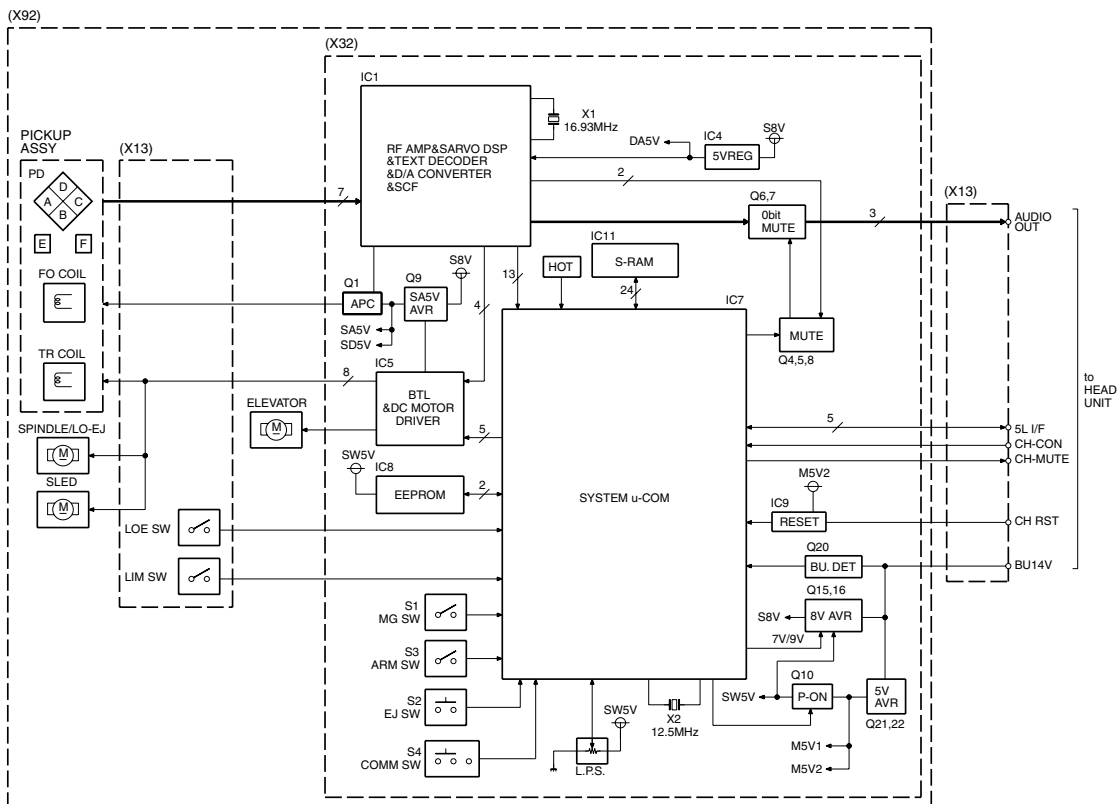 (X92)
(X32)
IC1
RF AMP&SARVO DSP
&TEXT DECODER
&D/A CONVERTER
&SCF
X1
16.93MHz
DA5V
IC4
5VREG
S8V
PICKUP
ASSY
(X13)
PD
D
A
C
B
E
F
7
2
Q6,7
0bit
MUTE
3
(X13)
AUDIO
OUT
FO COIL
Q1
APC
Q9
SA5V
AVR
S8V
4
13
HOT
IC11
S-RAM
24
IC7
MUTE
Q4,5,8
SA5V
SD5V
TR COIL
8
IC5
BTL
&DC MOTOR
DRIVER
ELEVATOR
M
5
to
HEAD
UNIT
SPINDLE/LO-EJ
M
SLED
M
SW5V
IC8
EEPROM
2
SYSTEM u-COM
5
5L I/F
CH-CON
CH-MUTE
M5V2
IC9
RESET
CH RST
LOE SW
LIM SW
Q20
BU. DET
BU14V
Q15,16
8V AVR
S8V
7V/9V
S1
MG SW
S3
ARM SW
S2
EJ SW
S4
COMM SW
SW5V
L.P.S.
X2
12.5MHz
SW5V
Q10
P-ON
5V
AVR
Q21,22
M5V1
M5V2